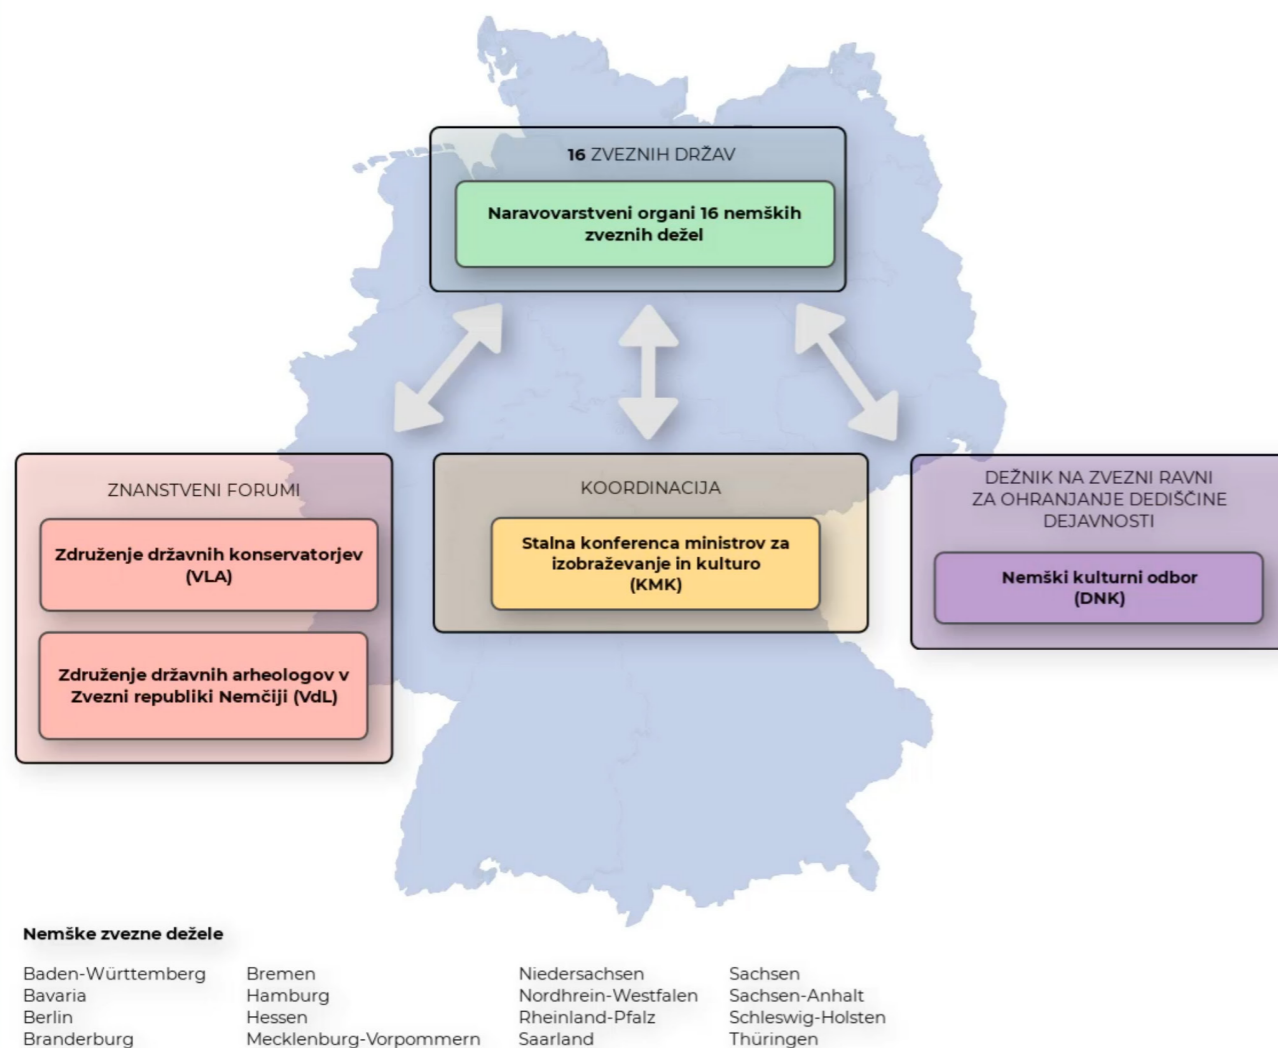 16 ZVEZNIH DRŽAV
Naravovarstveni organi 16 nemških
zveznih dežel
ZNANSTVENI FORUMI
Združenje državnih konservatorjev
(VLA)
Združenje državnih arheologov v
Zvezni republiki Nemčiji (VdL)
KOORDINACIJA
Stalna konferenca ministrov za
izobraževanje in kulturo
(KMK)
DEŽNIK NA ZVEZNI RAVNI
ZA OHRANJANJE DEDIŠČINE
DEJAVNOSTI
Nemški kulturni odbor
(DNK)
Nemške zvezne dežele
Baden-Württemberg
Bavaria
Berlin
Branderburg
Bremen
Hamburg
Hessen
Mecklenburg-Vorpommern
Niedersachsen
Nordhrein-Westfalen
Rheinland-Pfalz
Saarland
Sachsen
Sachsen-Anhalt
Schleswig-Holsten
Thüringen